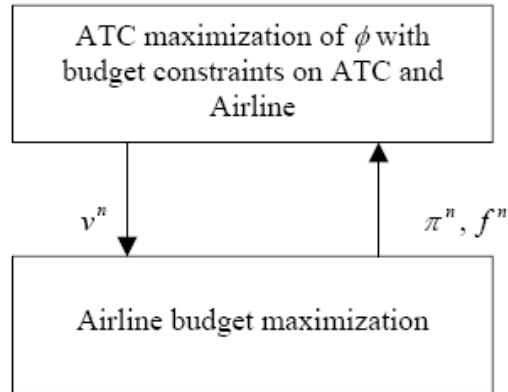 ATC maximization of ϕ with
budget constraints on ATC and
Airline
vⁿ
πⁿ, fⁿ
Airline budget maximization